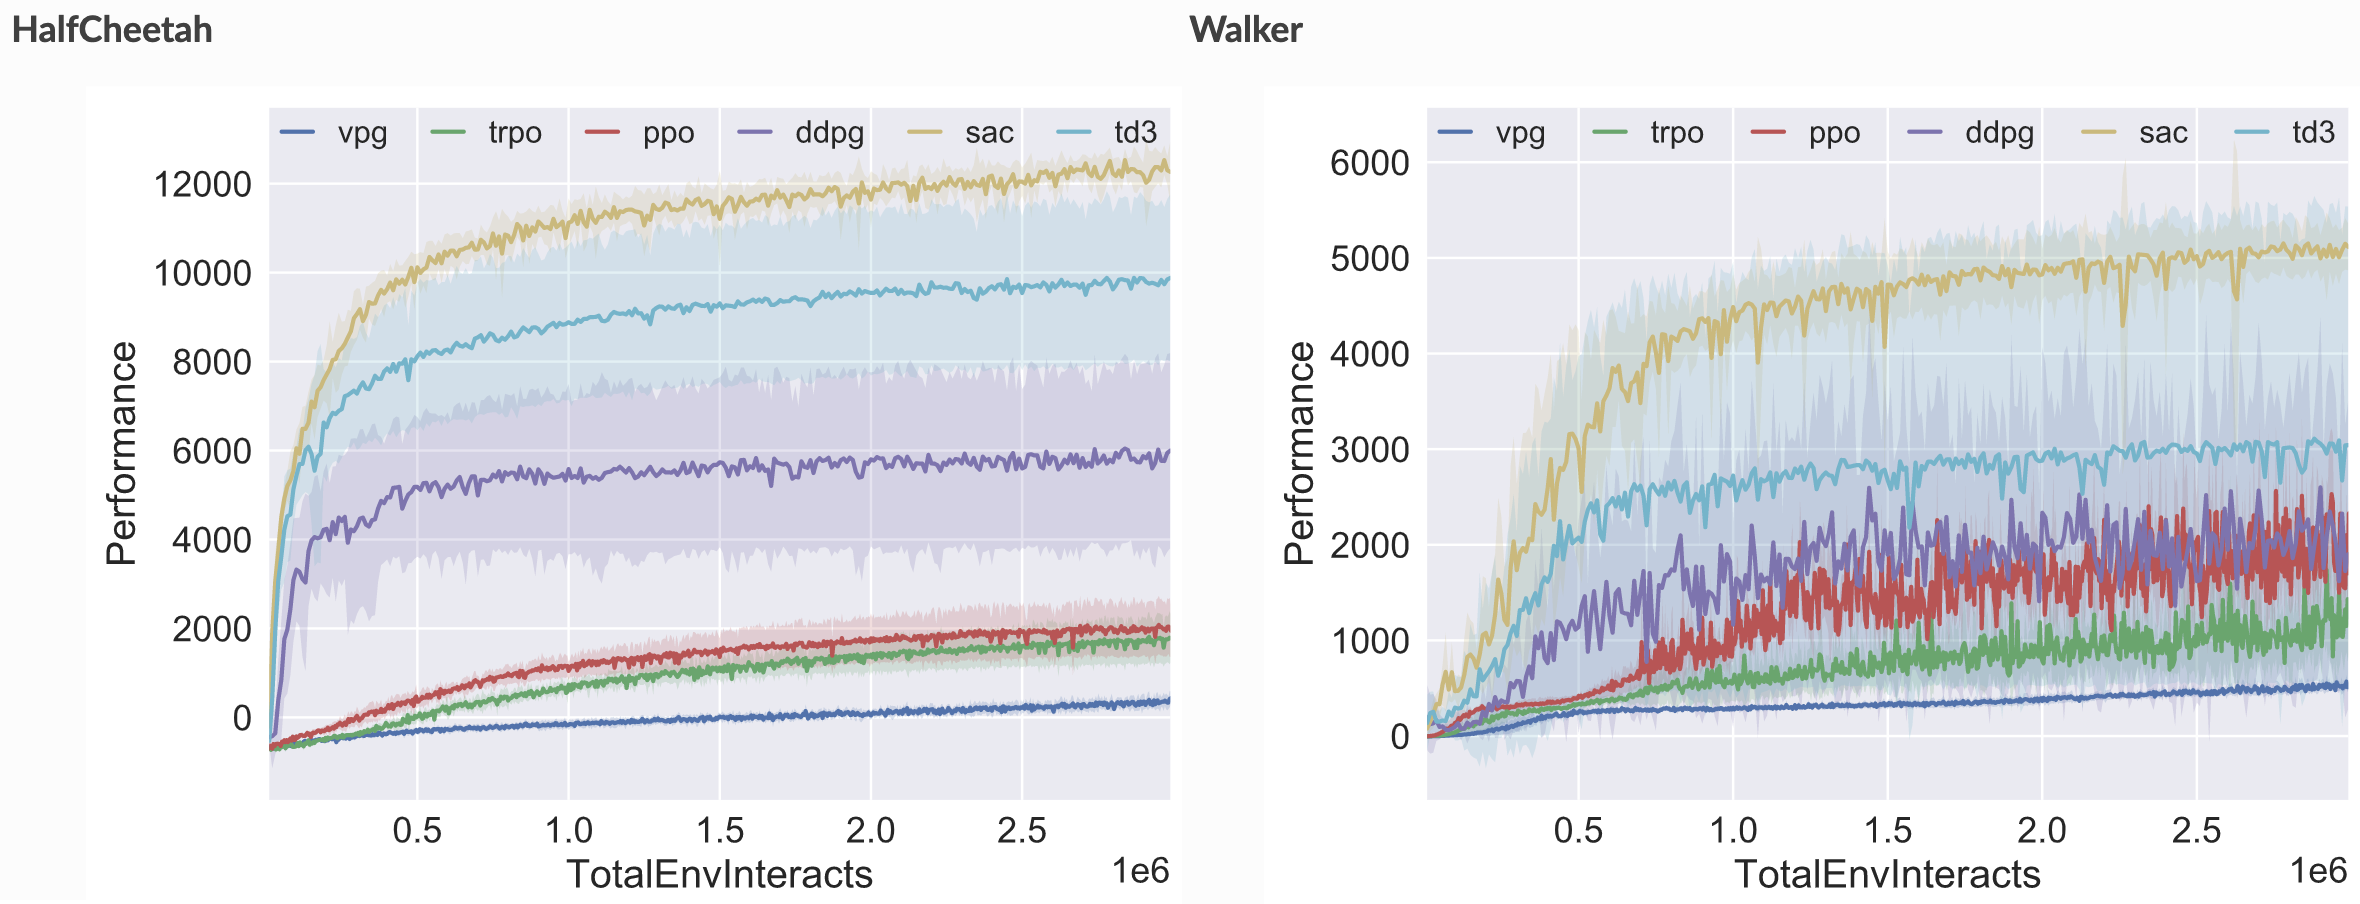 HalfCheetah
vpg trpo ppo ddpg sac td3
12000
10000
8000
6000
4000
2000
0
Performance
0.5 1.0 1.5 2.0 2.5
TotalEnvInteracts
1e6
Walker
vpg trpo ppo ddpg sac td3
6000
5000
4000
3000
2000
1000
0
Performance
0.5 1.0 1.5 2.0 2.5
TotalEnvInteracts
1e6